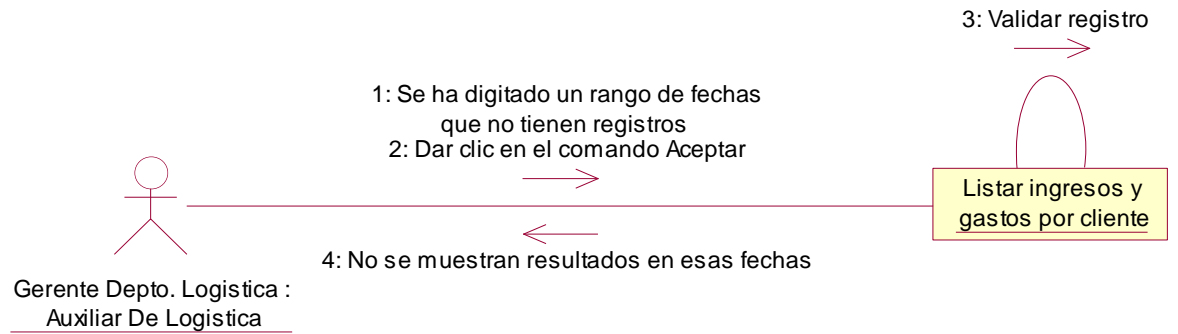 3: Validar registro
1: Se ha digitado un rango de fechas
que no tienen registros
2: Dar clic en el comando Aceptar
Listar ingresos y
gastos por cliente
4: No se muestran resultados en esas fechas
Gerente Depto. Logistica :
Auxiliar De Logistica